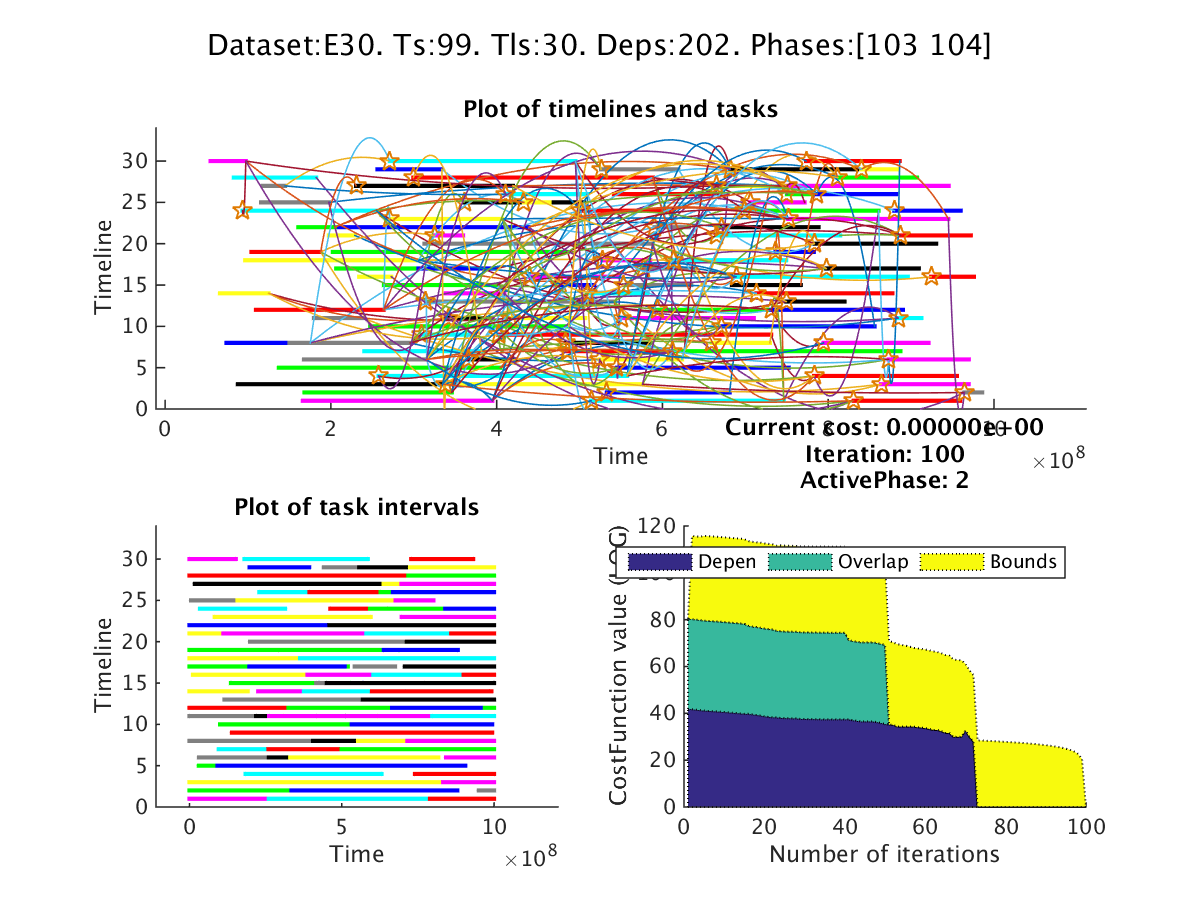 Dataset:E30. Ts:99. Tls:30. Deps:202. Phases:[103 104]
Plot of timelines and tasks
Timeline
30
25
20
15
10
5
0
0 2 4 6 8 10
Time
×10^8
Current cost: 0.00000e+00
Iteration: 100
ActivePhase: 2
Plot of task intervals
Timeline
30
25
20
15
10
5
0
0 5 10
Time
×10^8
CostFunction value
120
100
80
60
40
20
0
Depen Overlap Bounds
0 20 40 60 80 100
Number of iterations